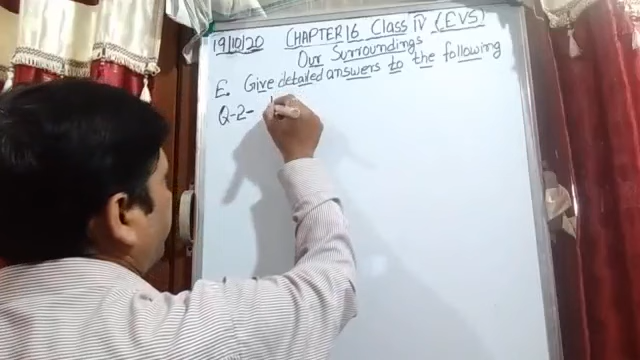 19/10/20 CHAPTER 16 Class IV (EVS)
Our Surroundings
E. Give detailed answers to the following
Q-2-